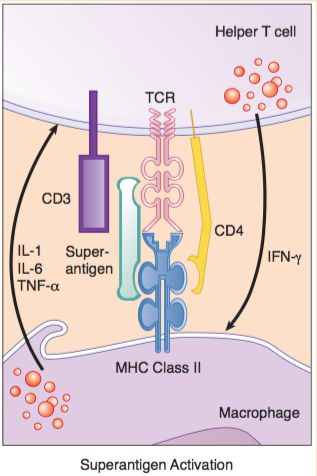 Helper T cell
TCR
CD3
CD4
IL-1
IL-6
TNF-α
Super-
antigen
IFN-γ
MHC Class II
Macrophage
Superantigen Activation